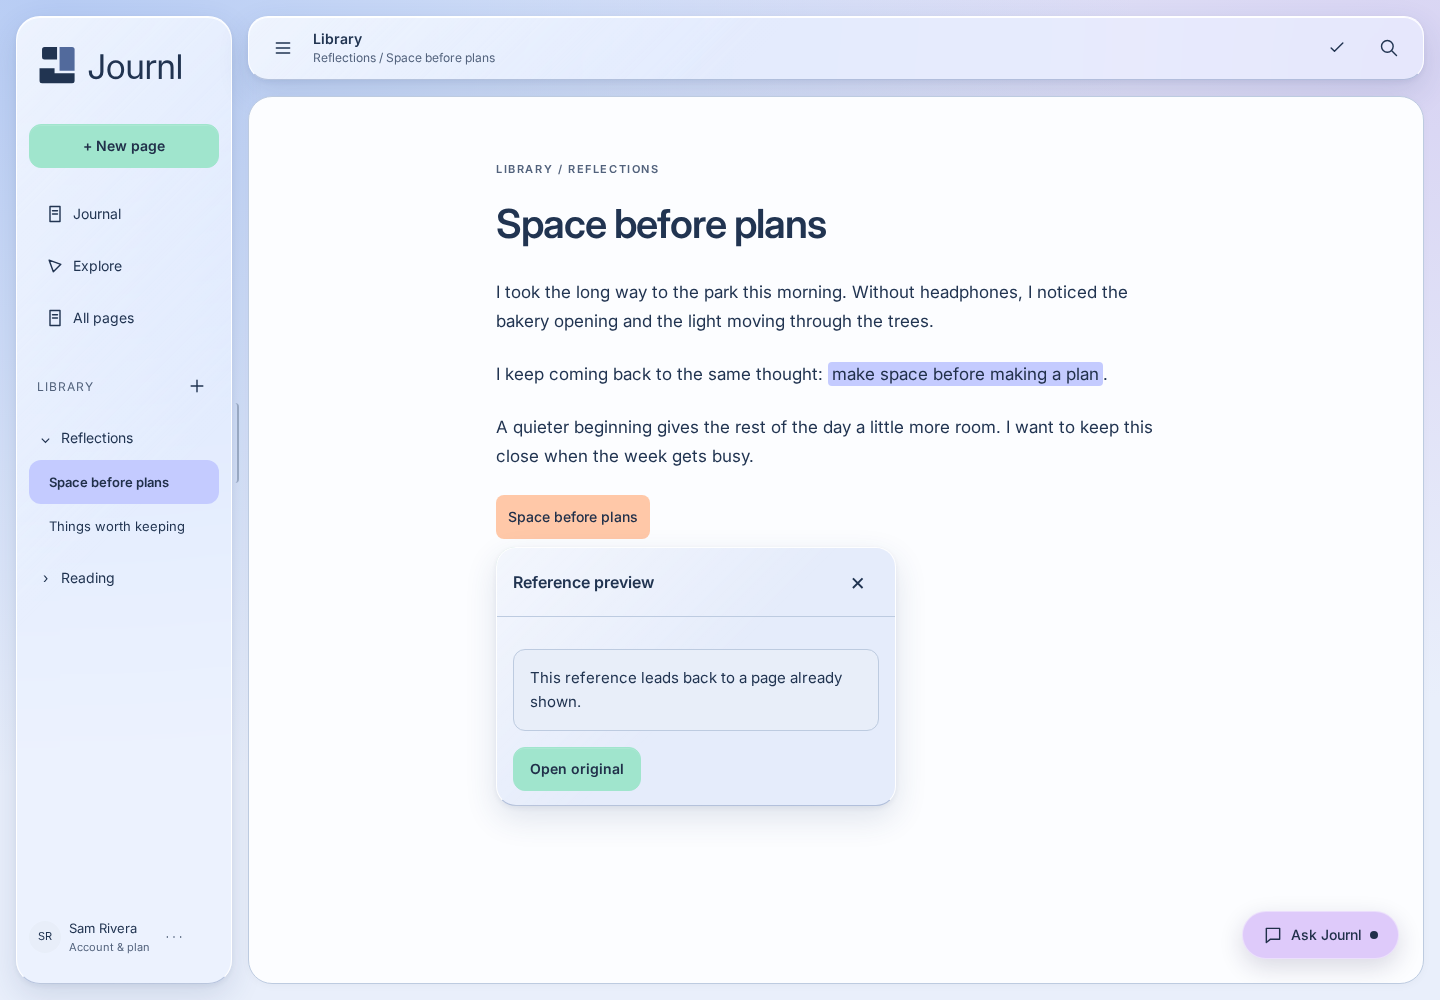 Journl
+ New page
Journal
Explore
All pages
LIBRARY
Reflections
Space before plans
Things worth keeping
Reading
SR
Sam Rivera
Account & plan
...
Library
Reflections / Space before plans
LIBRARY / REFLECTIONS
Space before plans
I took the long way to the park this morning. Without headphones, I noticed the
bakery opening and the light moving through the trees.
I keep coming back to the same thought: make space before making a plan.
A quieter beginning gives the rest of the day a little more room. I want to keep this
close when the week gets busy.
Space before plans
Reference preview
This reference leads back to a page already
shown.
Open original
Ask Journl